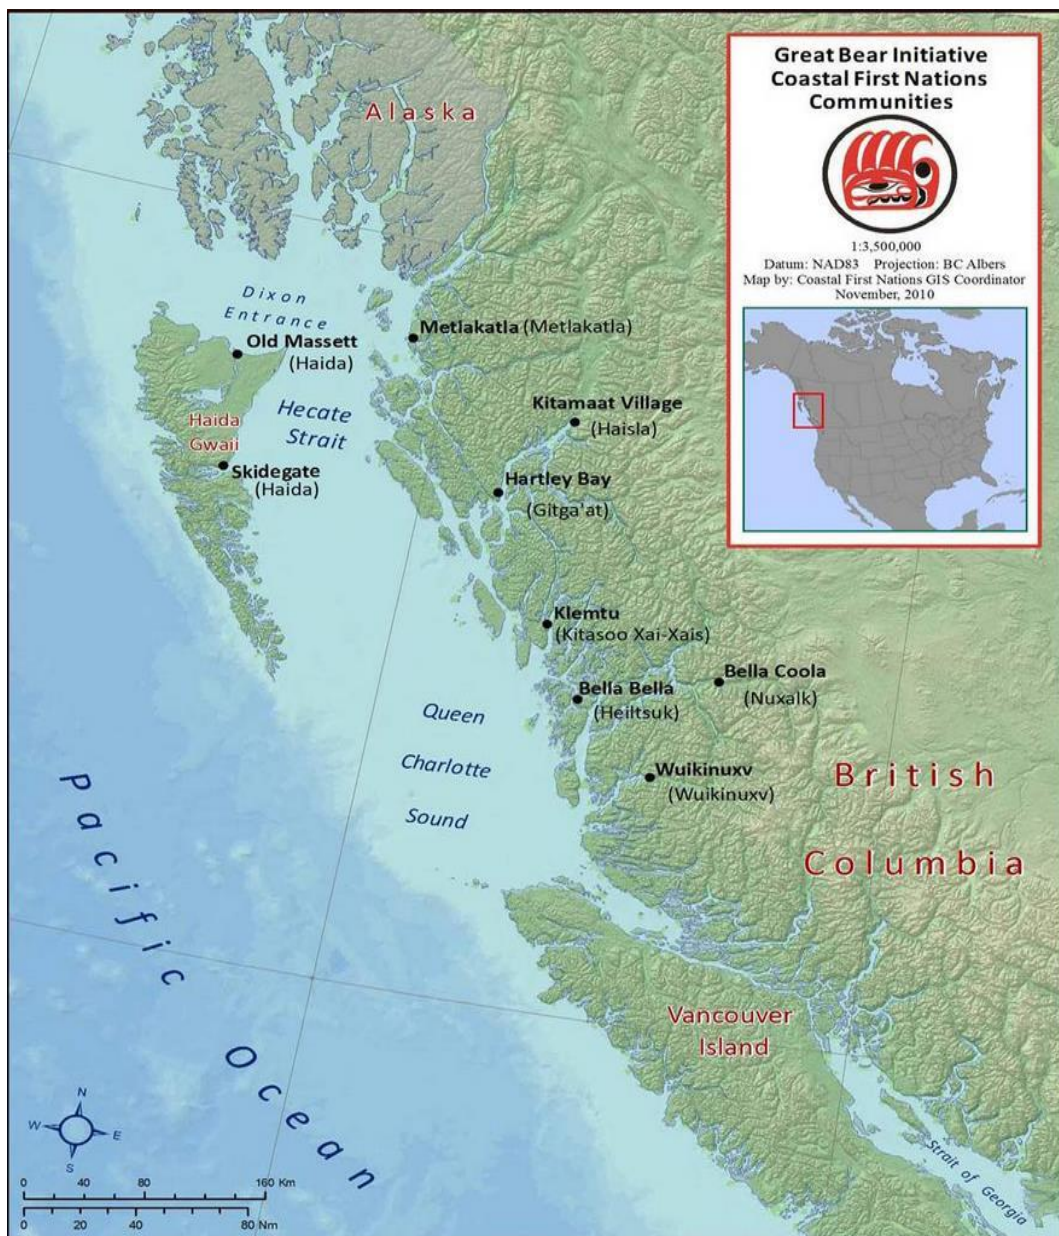 Great Bear Initiative
Coastal First Nations
Communities
1:3,500,000
Datum: NAD83 Projection: BC Albers
Map by: Coastal First Nations GIS Coordinator
November, 2010
Alaska
Dixon
Entrance
Old Massett
(Haida)
Metlakatla (Metlakatla)
Hecate
Strait
Haida
Gwaii
Kitamaat Village
(Haisla)
Skidegate
(Haida)
Hartley Bay
(Gitga'at)
Klemtu
(Kitasoo Xai-Xais)
Bella Coola
(Nuxalk)
Bella Bella
(Heiltsuk)
Queen
Charlotte
Sound
Wuikinuxv
(Wuikinuxv)
British
Columbia
Pacific
Ocean
Vancouver
Island
Strait of Georgia
N
W
E
S
0 40 80 160 Km
0 20 40 80 Nm